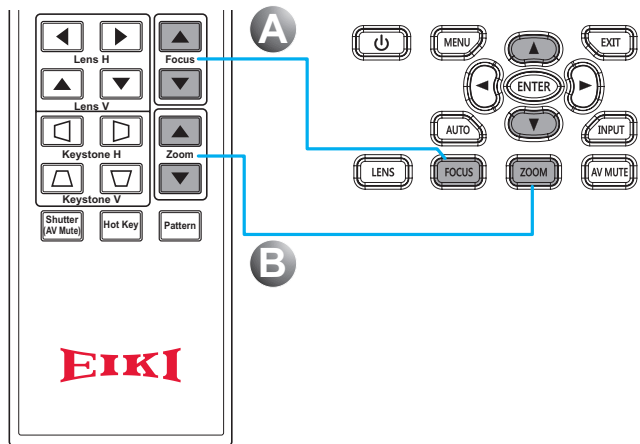 Lens H
Focus
Lens V
Keystone H
Zoom
Keystone V
Shutter
(AV Mute)
Hot Key
Pattern
EIKI
A
B
MENU
EXIT
ENTER
AUTO
INPUT
LENS
FOCUS
ZOOM
AV MUTE